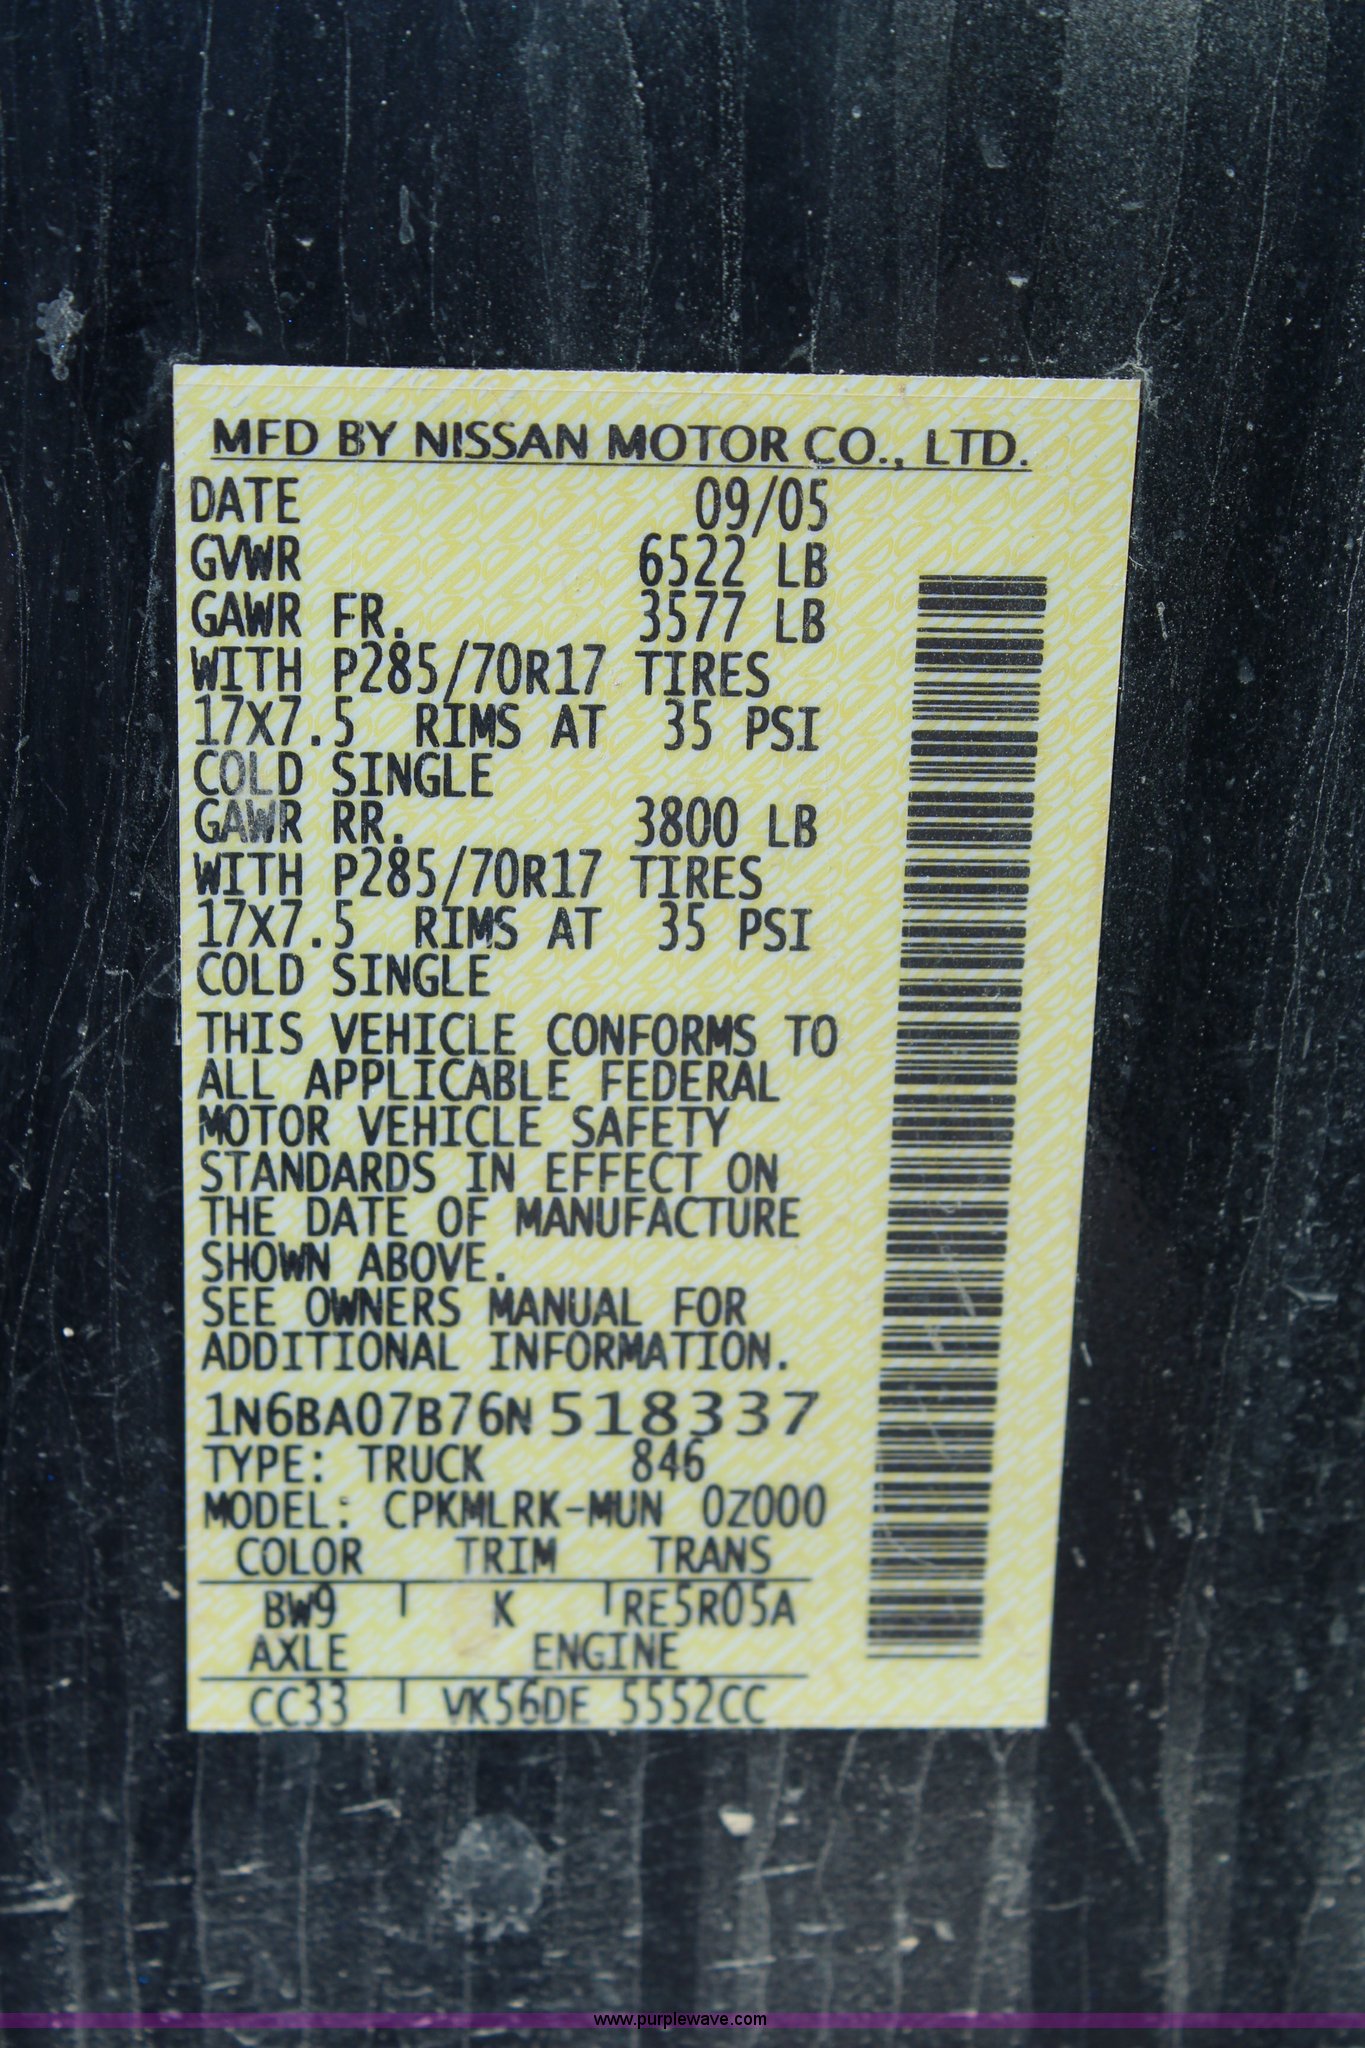 MFD BY NISSAN MOTOR CO., LTD.
DATE 09/05
GVWR 6522 LB
GAWR FR. 3577 LB
WITH P285/70R17 TIRES
17X7.5 RIMS AT 35 PSI
COLD SINGLE
GAWR RR. 3800 LB
WITH P285/70R17 TIRES
17X7.5 RIMS AT 35 PSI
COLD SINGLE
THIS VEHICLE CONFORMS TO
ALL APPLICABLE FEDERAL
MOTOR VEHICLE SAFETY
STANDARDS IN EFFECT ON
THE DATE OF MANUFACTURE
SHOWN ABOVE.
SEE OWNERS MANUAL FOR
ADDITIONAL INFORMATION.
1N6BA07B76N518337
TYPE: TRUCK 846
MODEL: CPKMLRK-MUN 0Z000
COLOR TRIM TRANS
BW9 K RE5R05A
AXLE ENGINE
CC33 VK56DE 5552CC
www.purplewave.com